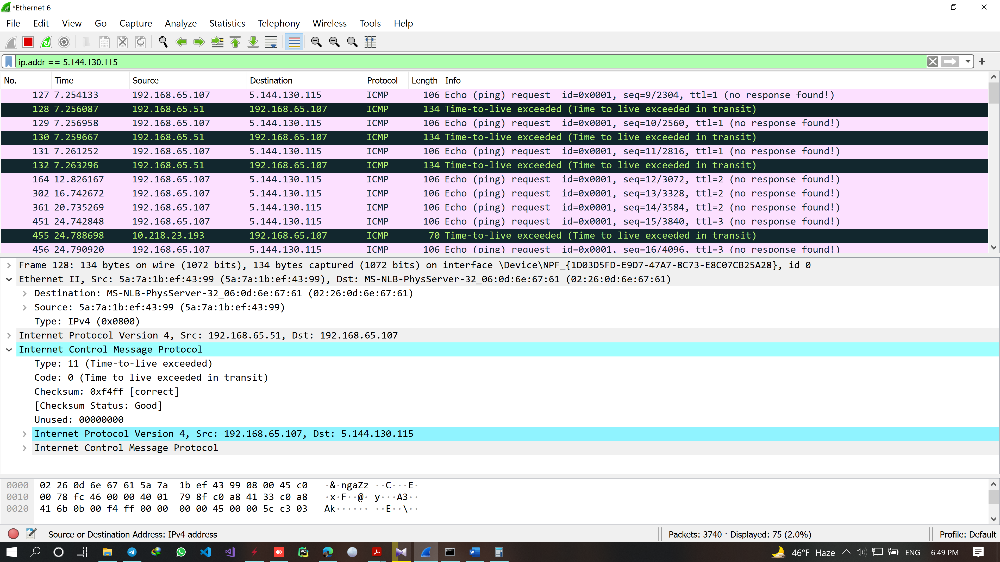 *Ethernet 6
File Edit View Go Capture Analyze Statistics Telephony Wireless Tools Help
ip.addr == 5.144.130.115
No. Time Source Destination Protocol Length Info
127 7.254133 192.168.65.107 5.144.130.115 ICMP 106 Echo (ping) request id=0x0001, seq=9/2304, ttl=1 (no response found!)
128 7.256087 192.168.65.51 192.168.65.107 ICMP 134 Time-to-live exceeded (Time to live exceeded in transit)
129 7.256958 192.168.65.107 5.144.130.115 ICMP 106 Echo (ping) request id=0x0001, seq=10/2560, ttl=1 (no response found!)
130 7.259667 192.168.65.51 192.168.65.107 ICMP 134 Time-to-live exceeded (Time to live exceeded in transit)
131 7.261252 192.168.65.107 5.144.130.115 ICMP 106 Echo (ping) request id=0x0001, seq=11/2816, ttl=1 (no response found!)
132 7.263296 192.168.65.51 192.168.65.107 ICMP 134 Time-to-live exceeded (Time to live exceeded in transit)
164 12.826167 192.168.65.107 5.144.130.115 ICMP 106 Echo (ping) request id=0x0001, seq=12/3072, ttl=2 (no response found!)
302 16.742672 192.168.65.107 5.144.130.115 ICMP 106 Echo (ping) request id=0x0001, seq=13/3328, ttl=2 (no response found!)
361 20.735269 192.168.65.107 5.144.130.115 ICMP 106 Echo (ping) request id=0x0001, seq=14/3584, ttl=2 (no response found!)
451 24.742848 192.168.65.107 5.144.130.115 ICMP 106 Echo (ping) request id=0x0001, seq=15/3840, ttl=3 (no response found!)
455 24.788698 10.218.23.193 192.168.65.107 ICMP 70 Time-to-live exceeded (Time to live exceeded in transit)
456 24.790920 192.168.65.107 5.144.130.115 ICMP 106 Echo (ping) request id=0x0001, seq=16/4096, ttl=3 (no response found!)
Frame 128: 134 bytes on wire (1072 bits), 134 bytes captured (1072 bits) on interface \Device\NPF_{1D03D5FD-E9D7-47A7-8C73-E8C07CB25A28}, id 0
Ethernet II, Src: 5a:7a:1b:ef:43:99 (5a:7a:1b:ef:43:99), Dst: MS-NLB-PhysServer-32_06:0d:6e:67:61 (02:26:0d:6e:67:61)
Destination: MS-NLB-PhysServer-32_06:0d:6e:67:61 (02:26:0d:6e:67:61)
Source: 5a:7a:1b:ef:43:99 (5a:7a:1b:ef:43:99)
Type: IPv4 (0x0800)
Internet Protocol Version 4, Src: 192.168.65.51, Dst: 192.168.65.107
Internet Control Message Protocol
Type: 11 (Time-to-live exceeded)
Code: 0 (Time to live exceeded in transit)
Checksum: 0xf4ff [correct]
[Checksum Status: Good]
Unused: 00000000
Internet Protocol Version 4, Src: 192.168.65.107, Dst: 5.144.130.115
Internet Control Message Protocol
0000 02 26 0d 6e 67 61 5a 7a 1b ef 43 99 08 00 45 c0 ·&·ngaZz ··C···E·
0010 00 78 fc 46 00 00 40 01 79 8f c0 a8 41 33 c0 a8 ·x·F··@· y···A3··
0020 41 6b 0b 00 f4 ff 00 00 00 00 45 00 00 5c c3 03 Ak······ ··E··\··
Source or Destination Address: IPv4 address
Packets: 3740 · Displayed: 75 (2.0%)
Profile: Default
46°F Haze
ENG
6:49 PM